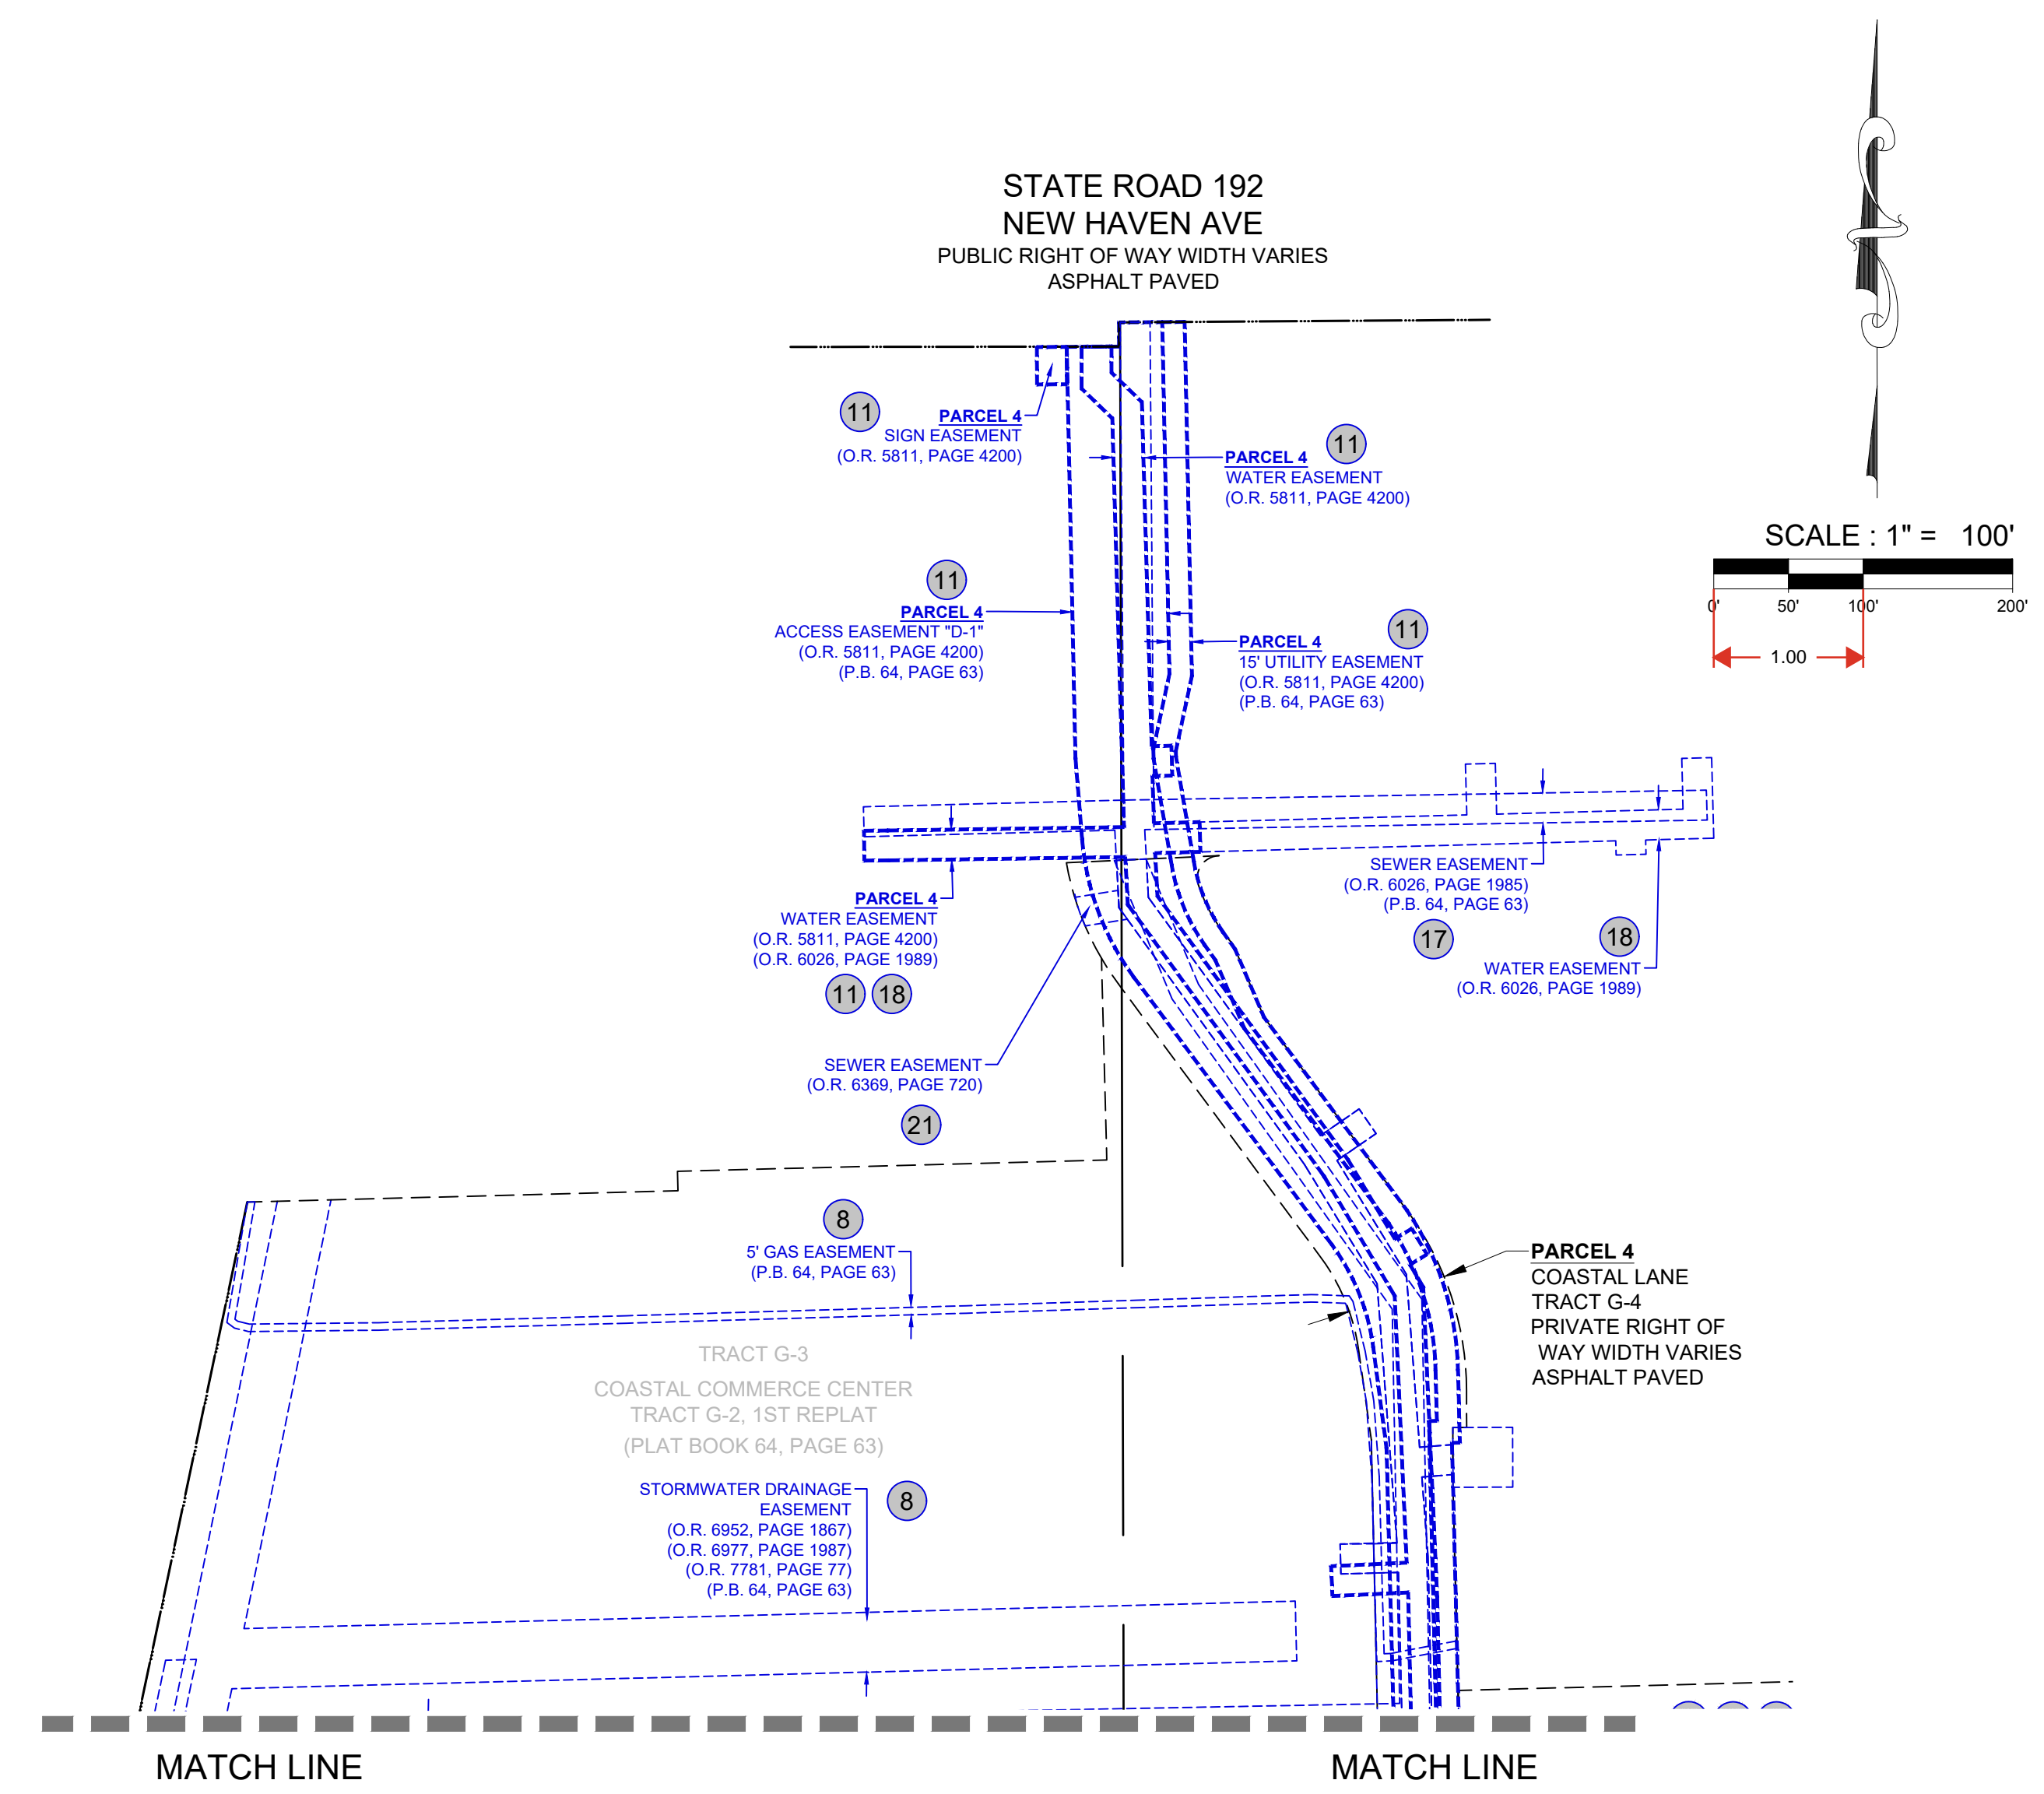 STATE ROAD 192
NEW HAVEN AVE
PUBLIC RIGHT OF WAY WIDTH VARIES
ASPHALT PAVED
11
PARCEL 4
SIGN EASEMENT
(O.R. 5811, PAGE 4200)
11
PARCEL 4
WATER EASEMENT
(O.R. 5811, PAGE 4200)
SCALE : 1" = 100'
0'
50'
100'
200'
1.00
11
PARCEL 4
ACCESS EASEMENT "D-1"
(O.R. 5811, PAGE 4200)
(P.B. 64, PAGE 63)
11
PARCEL 4
15' UTILITY EASEMENT
(O.R. 5811, PAGE 4200)
(P.B. 64, PAGE 63)
PARCEL 4
WATER EASEMENT
(O.R. 5811, PAGE 4200)
(O.R. 6026, PAGE 1989)
11
18
SEWER EASEMENT
(O.R. 6026, PAGE 1985)
(P.B. 64, PAGE 63)
17
18
WATER EASEMENT
(O.R. 6026, PAGE 1989)
SEWER EASEMENT
(O.R. 6369, PAGE 720)
21
8
5' GAS EASEMENT
(P.B. 64, PAGE 63)
PARCEL 4
COASTAL LANE
TRACT G-4
PRIVATE RIGHT OF
WAY WIDTH VARIES
ASPHALT PAVED
TRACT G-3
COASTAL COMMERCE CENTER
TRACT G-2, 1ST REPLAT
(PLAT BOOK 64, PAGE 63)
STORMWATER DRAINAGE
EASEMENT
(O.R. 6952, PAGE 1867)
(O.R. 6977, PAGE 1987)
(O.R. 7781, PAGE 77)
(P.B. 64, PAGE 63)
8
MATCH LINE
MATCH LINE